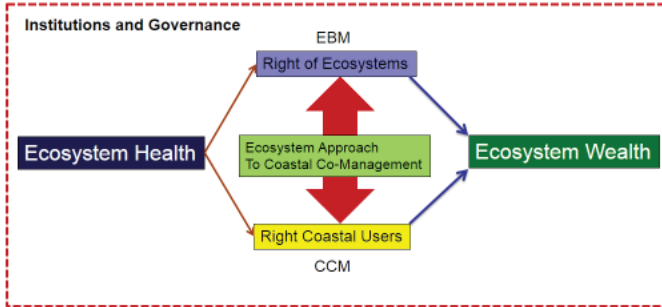 Institutions and Governance
EBM
Right of Ecosystems
Ecosystem Health
Ecosystem Approach
To Coastal Co-Management
Ecosystem Wealth
Right Coastal Users
CCM